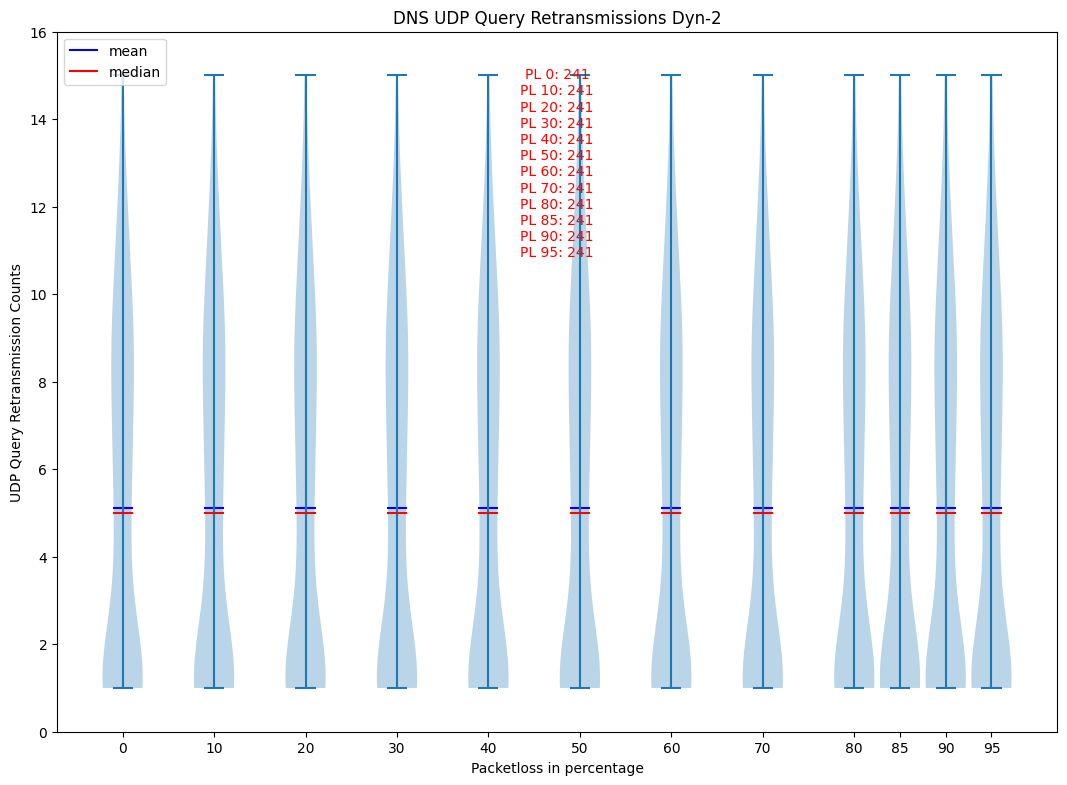 DNS UDP Query Retransmissions Dyn-2
mean
median
PL 0: 241
PL 10: 241
PL 20: 241
PL 30: 241
PL 40: 241
PL 50: 241
PL 60: 241
PL 70: 241
PL 80: 241
PL 85: 241
PL 90: 241
PL 95: 241
UDP Query Retransmission Counts
16
14
12
10
8
6
4
2
0
0 10 20 30 40 50 60 70 80 85 90 95
Packetloss in percentage